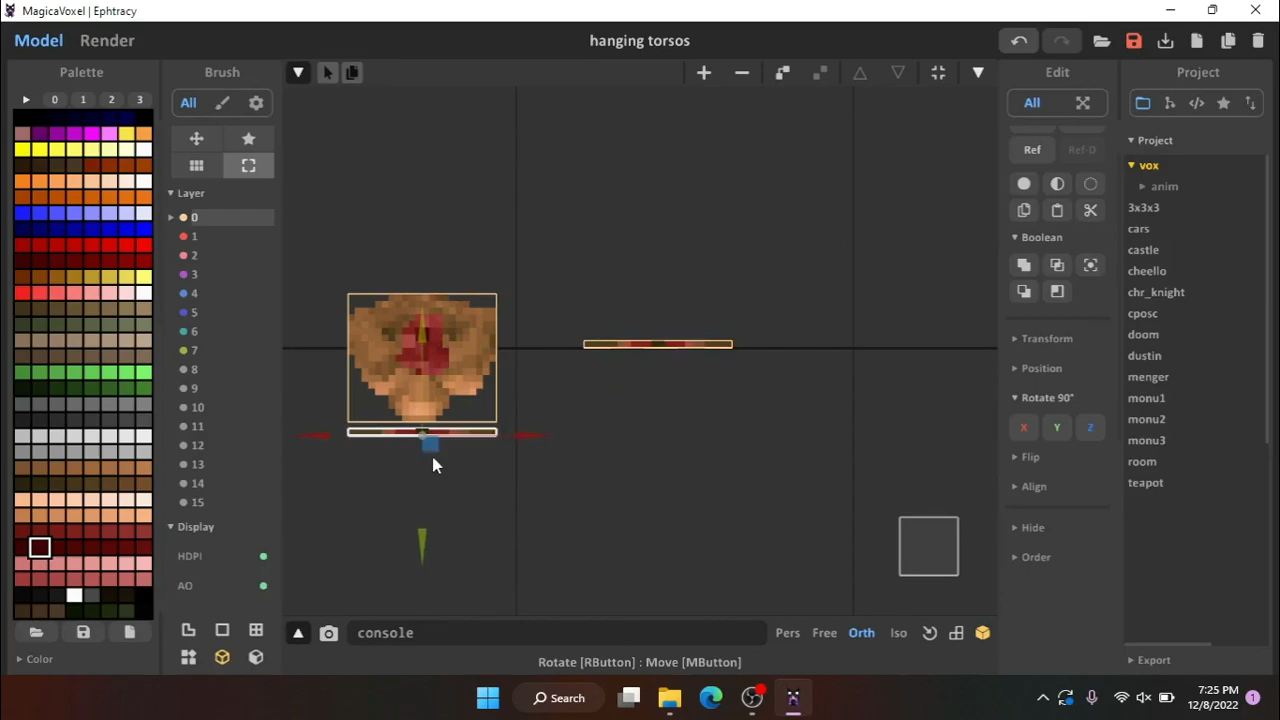 MagicaVoxel | Ephtracy
Model Render
hanging torsos
Palette
Brush
Edit
Project
0 1 2 3
All
All
Project
vox
anim
3x3x3
cars
castle
cheello
chr_knight
cposc
doom
dustin
menger
monu1
monu2
monu3
room
teapot
Export
Ref Ref-D
Boolean
Transform
Position
Rotate 90°
X Y Z
Flip
Align
Hide
Order
Layer
0
1
2
3
4
5
6
7
8
9
10
11
12
13
14
15
Display
HDPI
AO
Color
console
Pers Free Orth Iso
Rotate [RButton] : Move [MButton]
Search
7:25 PM
12/8/2022
1